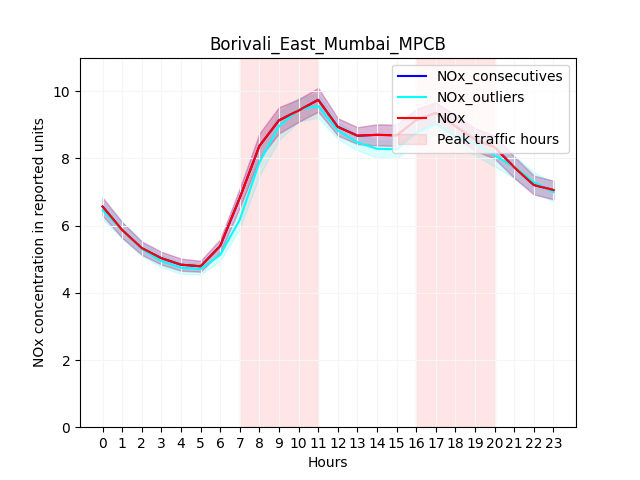 Borivali_East_Mumbai_MPCB
NOx_consecutives
NOx_outliers
NOx
Peak traffic hours
NOx concentration in reported units
10
8
6
4
2
0
0 1 2 3 4 5 6 7 8 9 10 11 12 13 14 15 16 17 18 19 20 21 22 23
Hours